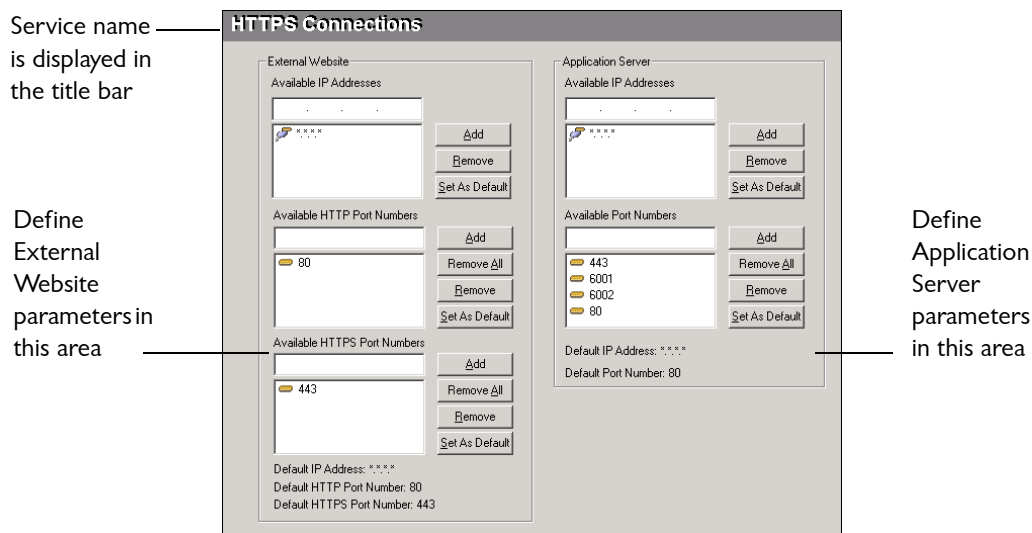 Service name
is displayed in
the title bar
HTTPS Connections
External Website
Available IP Addresses
. . .
*.*.*.*
Add
Remove
Set As Default
Available HTTP Port Numbers
Add
80
Remove All
Remove
Set As Default
Available HTTPS Port Numbers
Add
443
Remove All
Remove
Set As Default
Default IP Address: *.*.*.*
Default HTTP Port Number: 80
Default HTTPS Port Number: 443
Application Server
Available IP Addresses
. . .
*.*.*.*
Add
Remove
Set As Default
Available Port Numbers
Add
443
6001
6002
80
Remove All
Remove
Set As Default
Default IP Address: *.*.*.*
Default Port Number: 80
Define
External
Website
parameters in
this area
Define
Application
Server
parameters
in this area